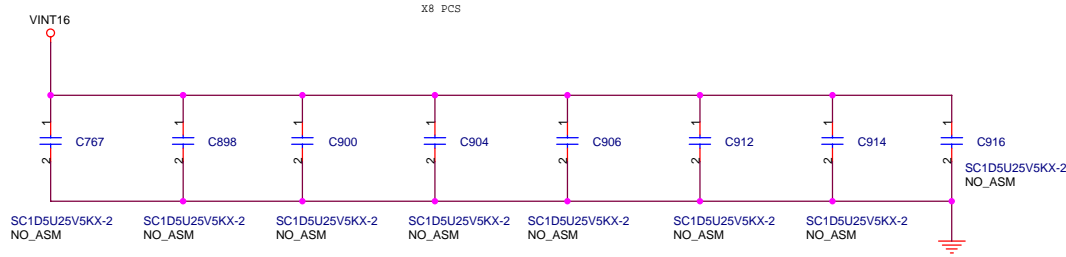 X8 PCS
VINT16
1 1 1 1 1 1 1 1
C767 C898 C900 C904 C906 C912 C914 C916
2 2 2 2 2 2 2 2
SC1D5U25V5KX-2
NO_ASM
SC1D5U25V5KX-2 SC1D5U25V5KX-2 SC1D5U25V5KX-2 SC1D5U25V5KX-2 SC1D5U25V5KX-2 SC1D5U25V5KX-2 SC1D5U25V5KX-2
NO_ASM NO_ASM NO_ASM NO_ASM NO_ASM NO_ASM NO_ASM